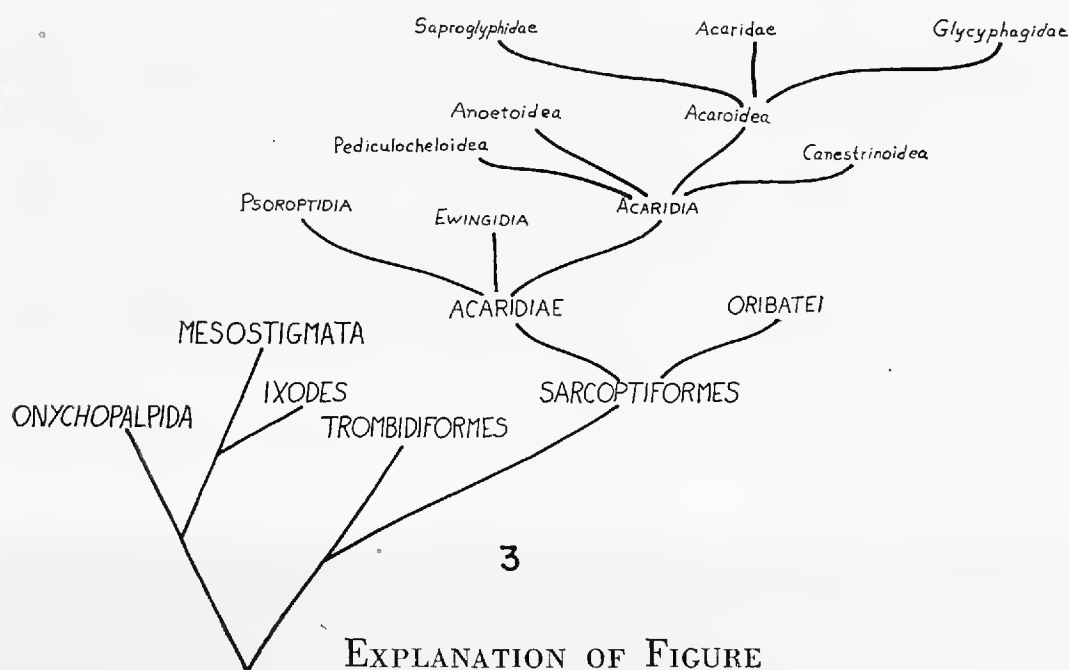 Saproglyphidae Acaridae Glycyphagidae
Anoetoidea Acaroidea
Pediculocheloidea Canestrinoidea
PSOROPTIDIA EWINGIDIA ACARIDIA
ACARIDIAE ORIBATEI
MESOSTIGMATA
IXODES SARCOPTIFORMES
ONYCHOPALPIDA TROMBIDIFORMES
3
EXPLANATION OF FIGURE